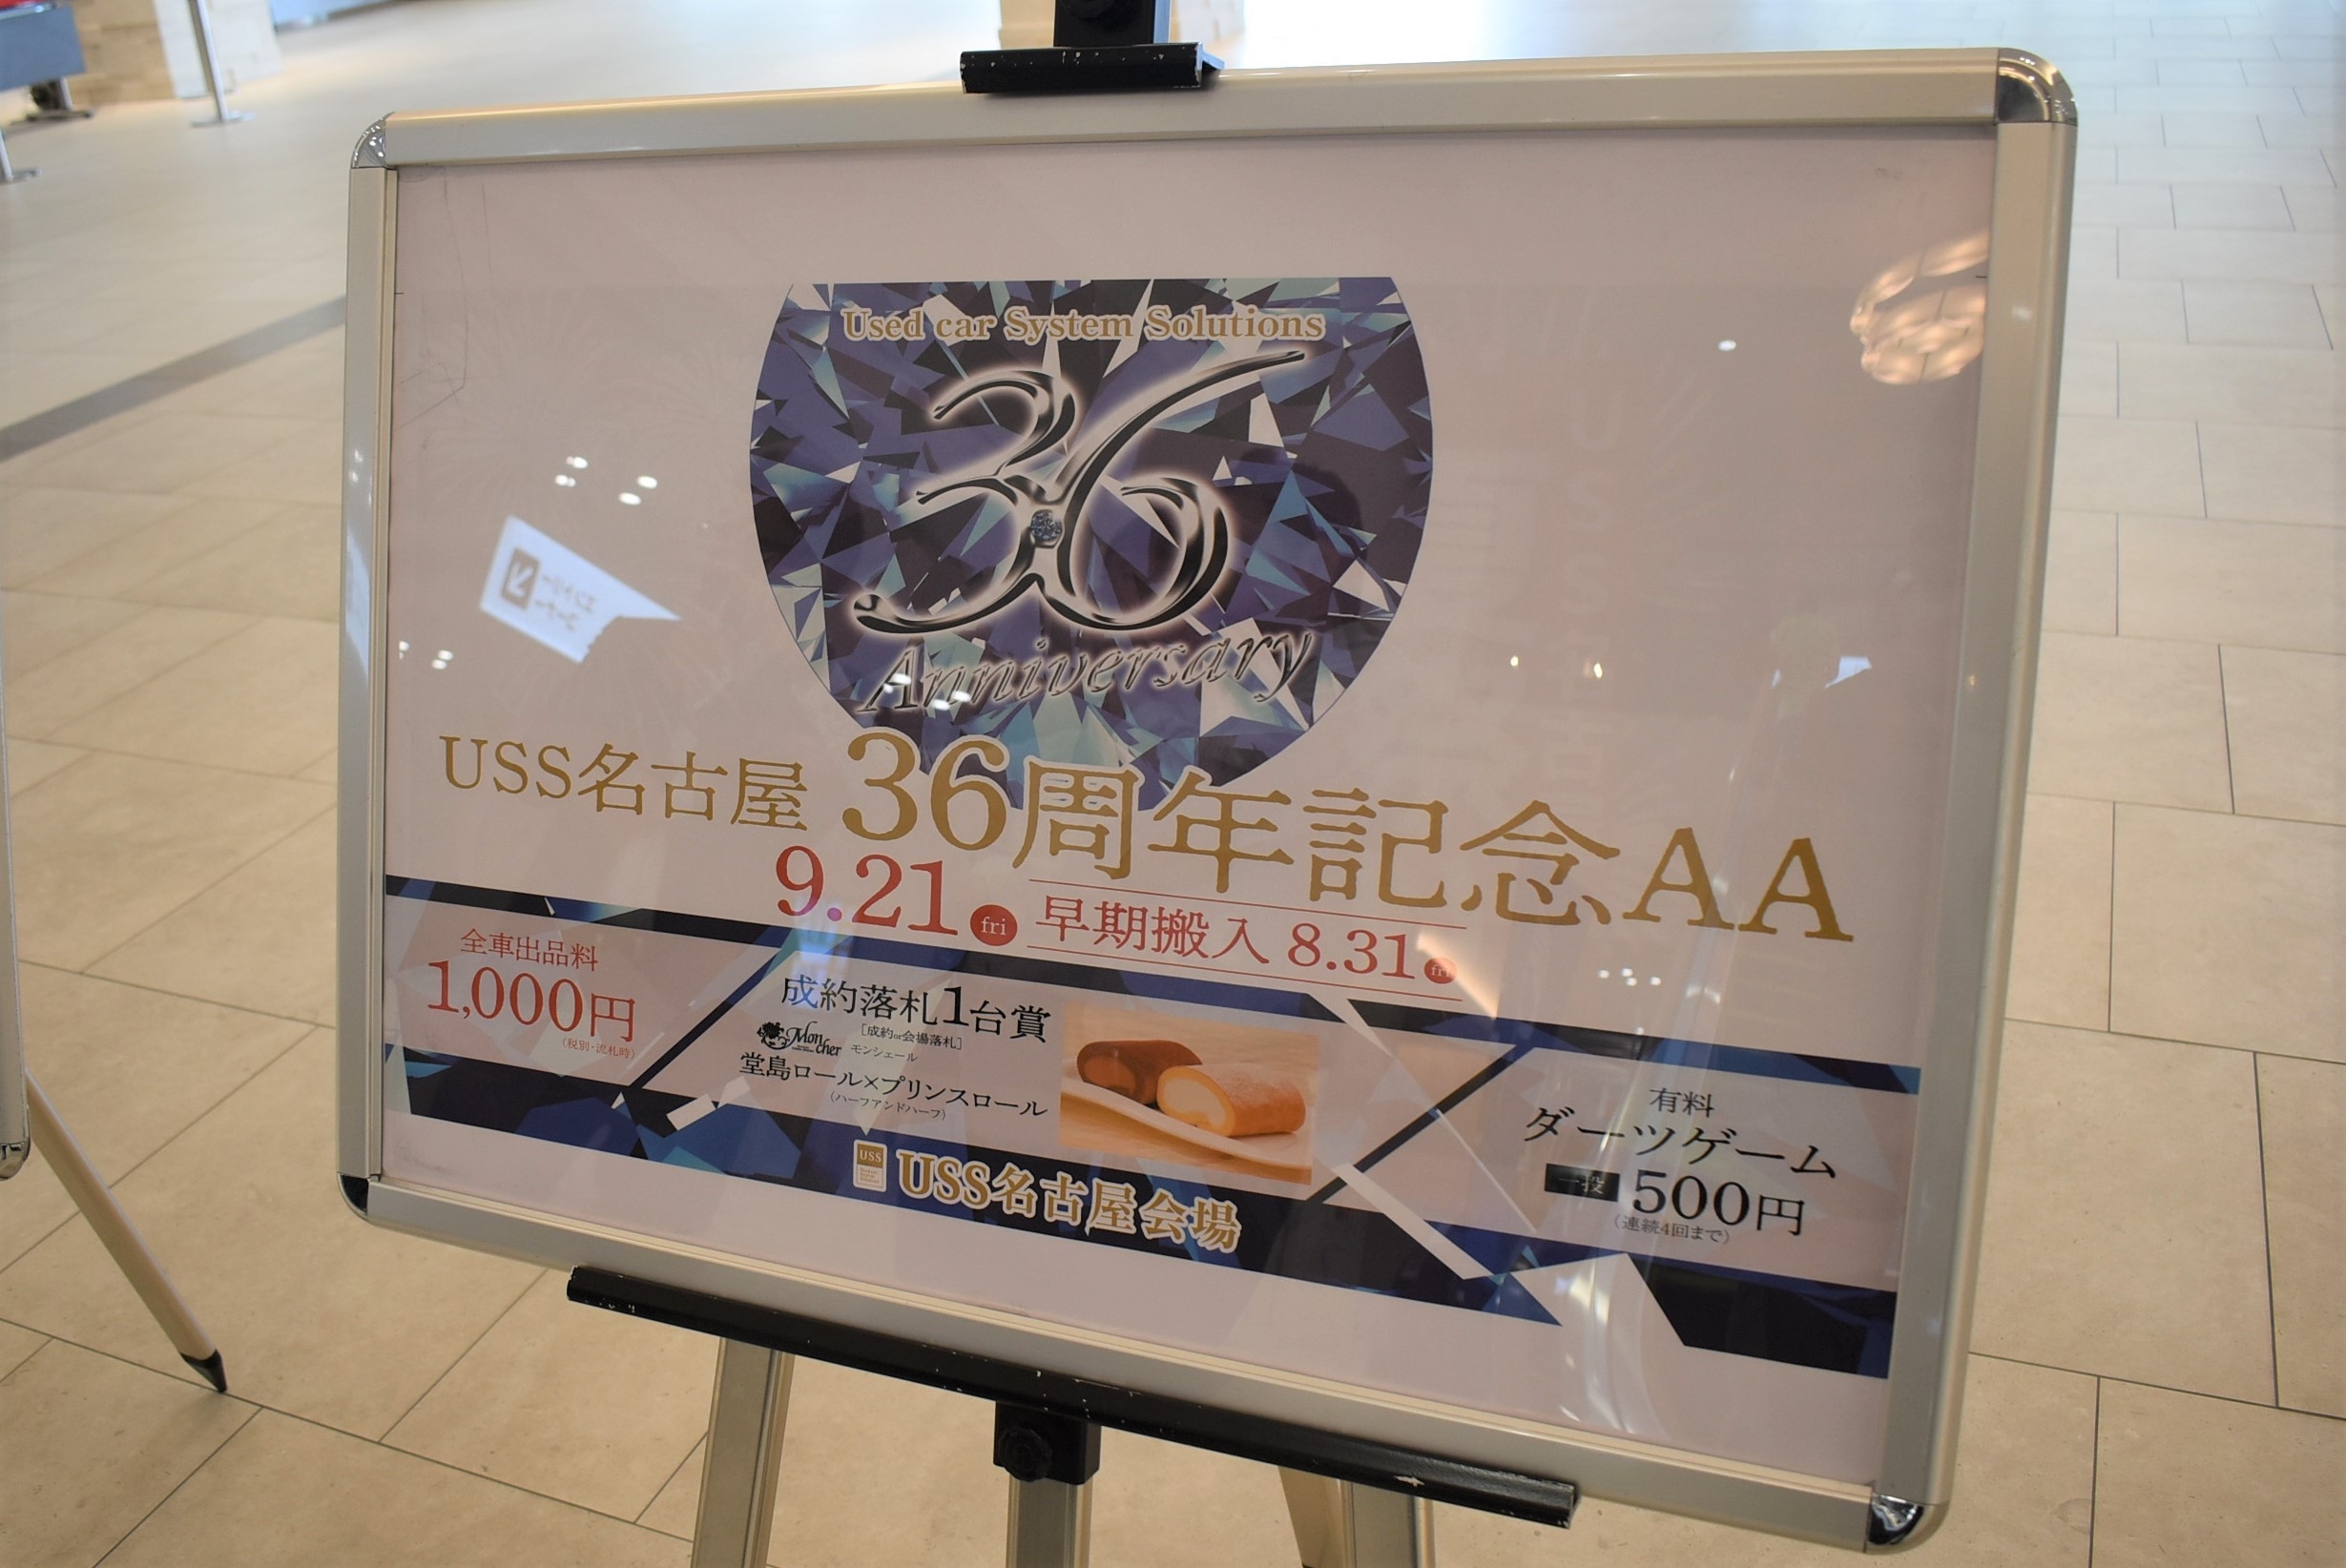 Used car System Solutions
36
Anniversary
USS名古屋 36周年記念AA
9.21 fri 早期搬入 8.31 fri
全車出品料
1,000円
(税別・流札時)
成約落札1台賞
[成約or会場落札]
Mon cher モンシェール
堂島ロール×プリンスロール
(ハーフアンドハーフ)
有料
ダーツゲーム
一投 500円
(連続4回まで)
USS USS名古屋会場